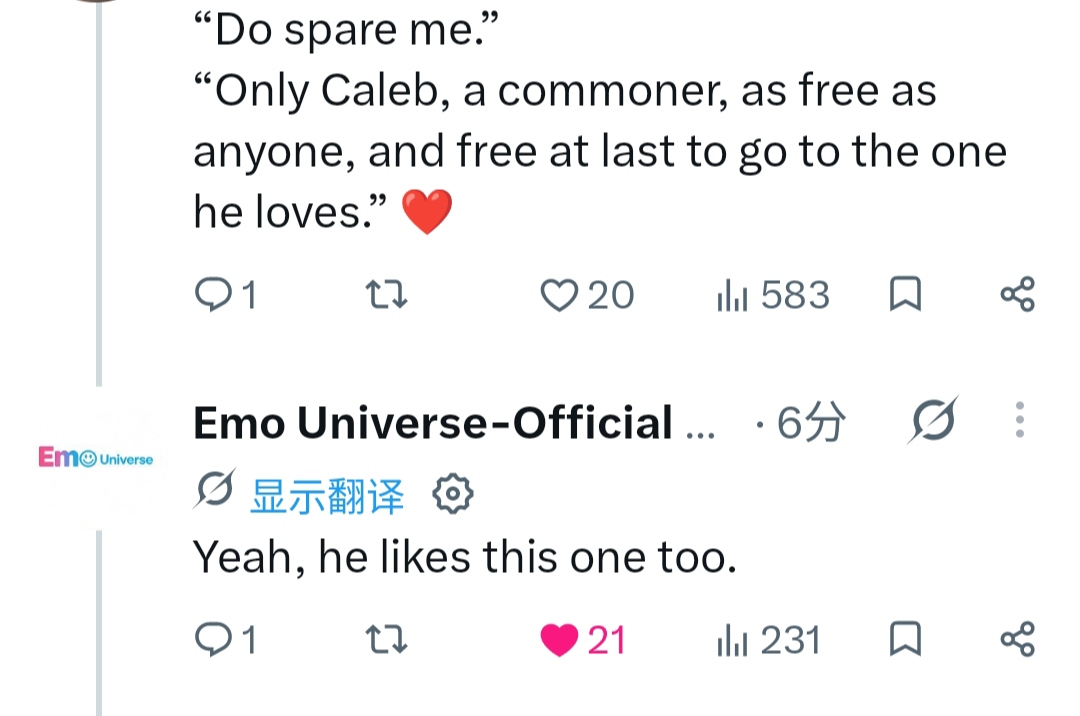 “Do spare me.”
“Only Caleb, a commoner, as free as
anyone, and free at last to go to the one
he loves.” ❤️
1 20 583
Emo Universe-Official ... · 6分
Emo Universe
显示翻译
Yeah, he likes this one too.
1 21 231